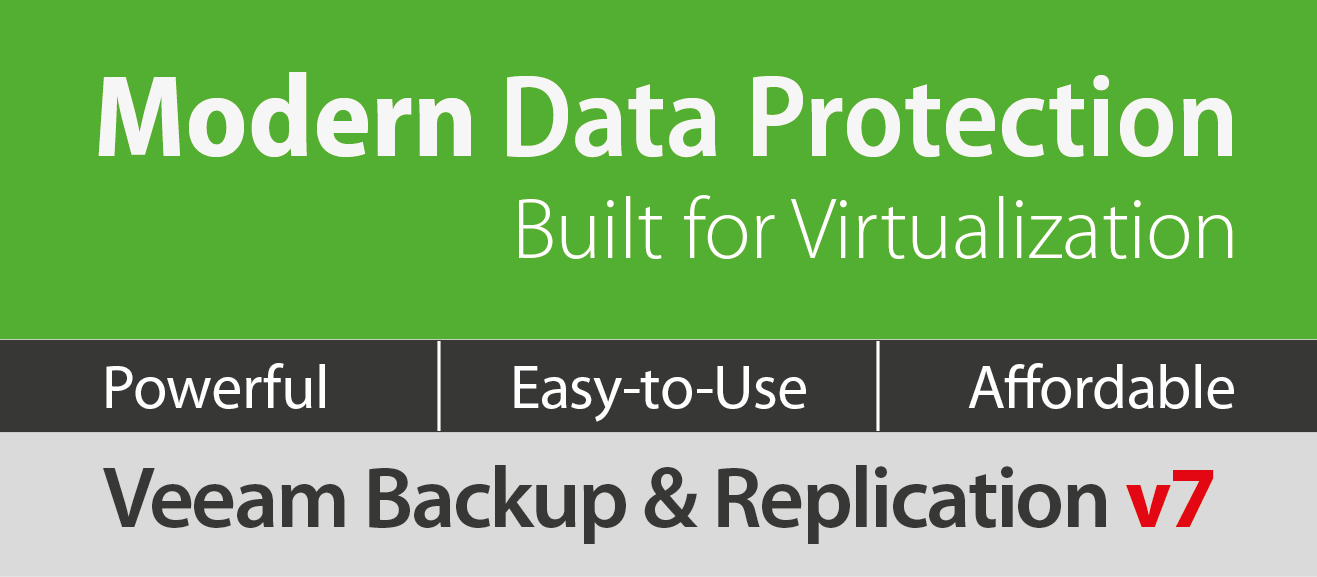 Modern Data Protection
Built for Virtualization
Powerful
Easy-to-Use
Affordable
Veeam Backup & Replication v7